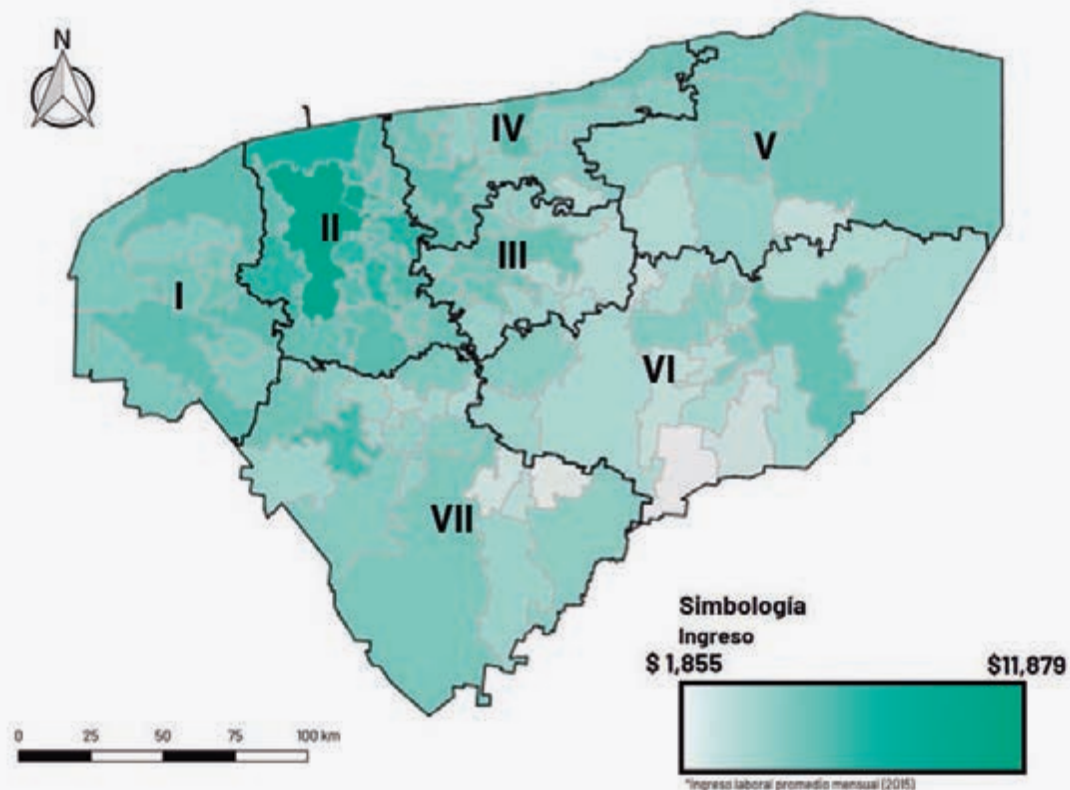 N
IV
V
II
III
I
VI
VII
Simbología
Ingreso
$ 1,855 $11,879
0 25 50 75 100 km
*Ingreso laboral promedio mensual (2015)